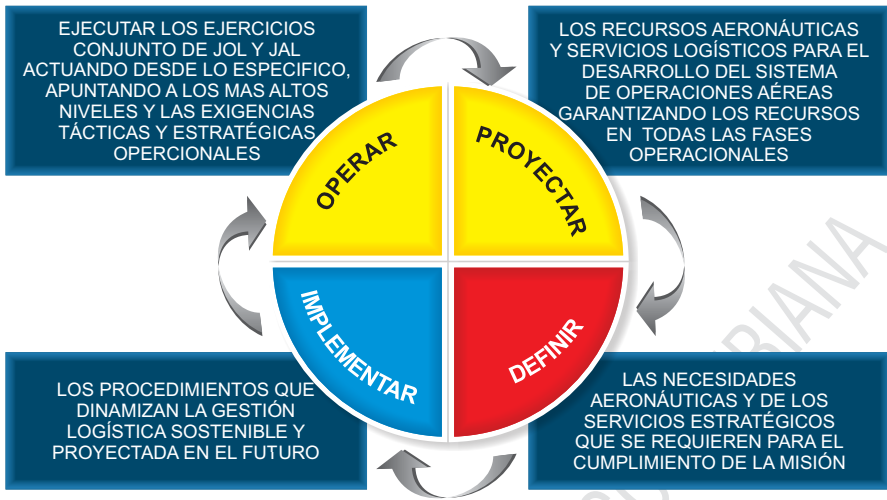 EJECUTAR LOS EJERCICIOS
CONJUNTO DE JOL Y JAL
ACTUANDO DESDE LO ESPECIFICO,
APUNTANDO A LOS MAS ALTOS
NIVELES Y LAS EXIGENCIAS
TÁCTICAS Y ESTRATÉGICAS
OPERCIONALES
LOS RECURSOS AERONÁUTICAS
Y SERVICIOS LOGÍSTICOS PARA EL
DESARROLLO DEL SISTEMA
DE OPERACIONES AÉREAS
GARANTIZANDO LOS RECURSOS
EN TODAS LAS FASES
OPERACIONALES
OPERAR
PROYECTAR
IMPLEMENTAR
DEFINIR
LOS PROCEDIMIENTOS QUE
DINAMIZAN LA GESTIÓN
LOGÍSTICA SOSTENIBLE Y
PROYECTADA EN EL FUTURO
LAS NECESIDADES
AERONÁUTICAS Y DE LOS
SERVICIOS ESTRATÉGICOS
QUE SE REQUIEREN PARA EL
CUMPLIMIENTO DE LA MISIÓN